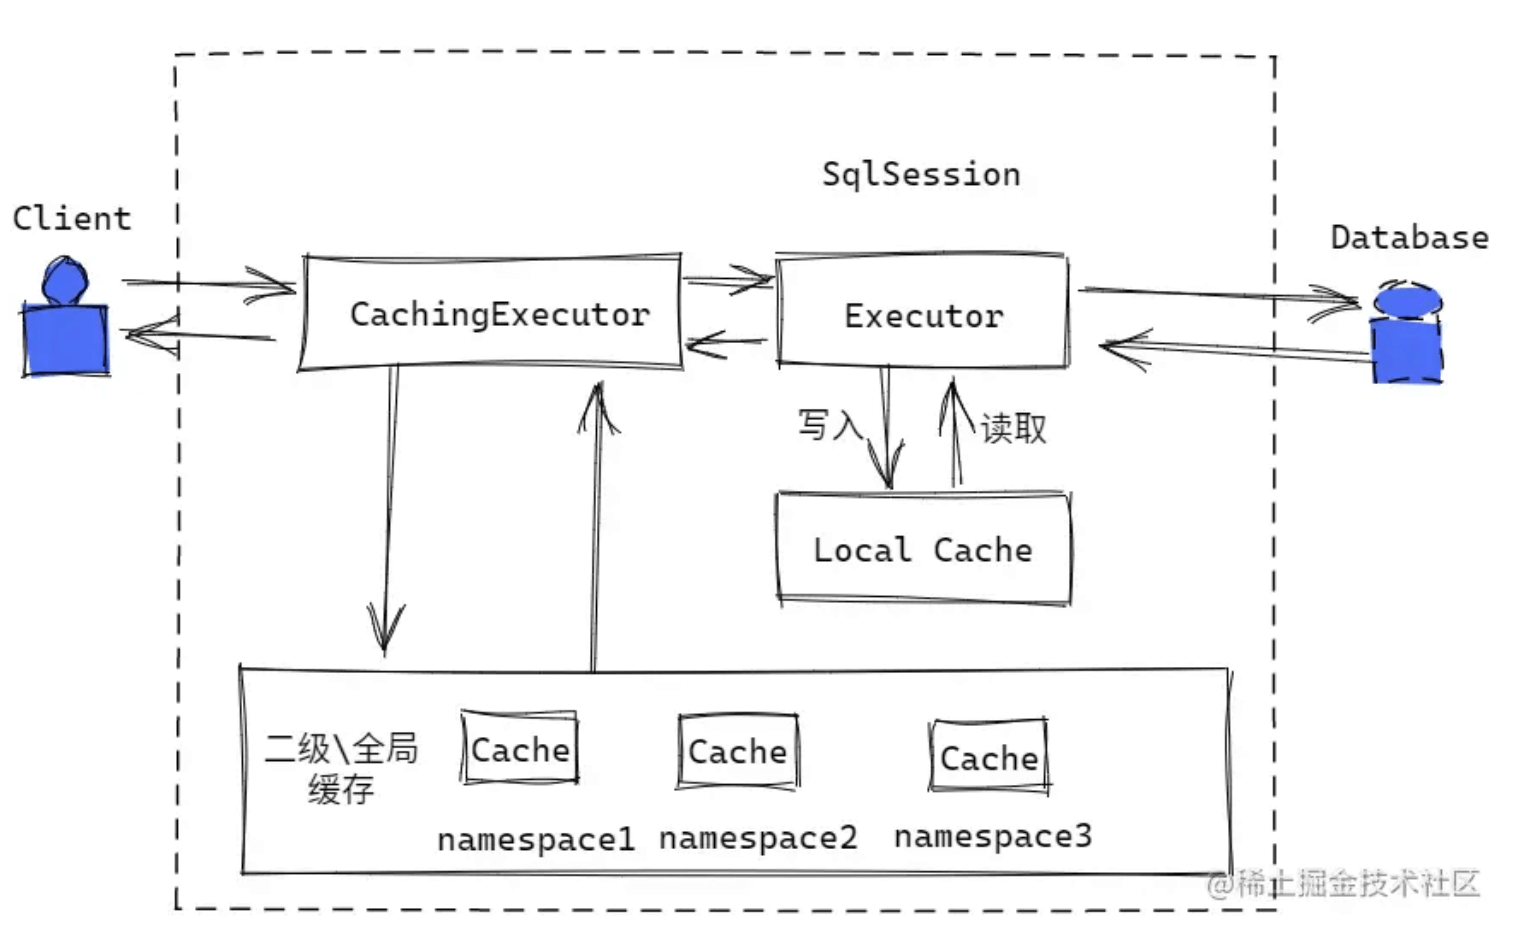 SqlSession
Client
Database
CachingExecutor
Executor
写入
读取
Local Cache
二级\全局
缓存
Cache
Cache
Cache
namespace1
namespace2
namespace3
@稀土掘金技术社区